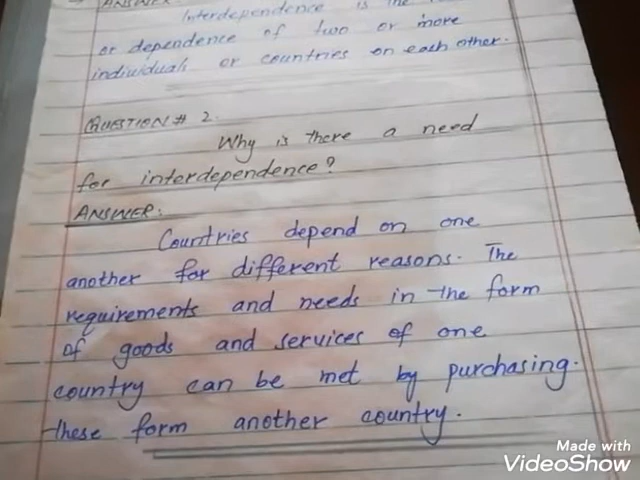 ANSWER:
Interdependence is the
or dependence of two or more
individuals or countries on each other.
QUESTION # 2.
Why is there a need
for interdependence?
ANSWER:
Countries depend on one
another for different reasons. The
requirements and needs in the form
of goods and services of one
country can be met by purchasing.
these form another country.
Made with
VideoShow